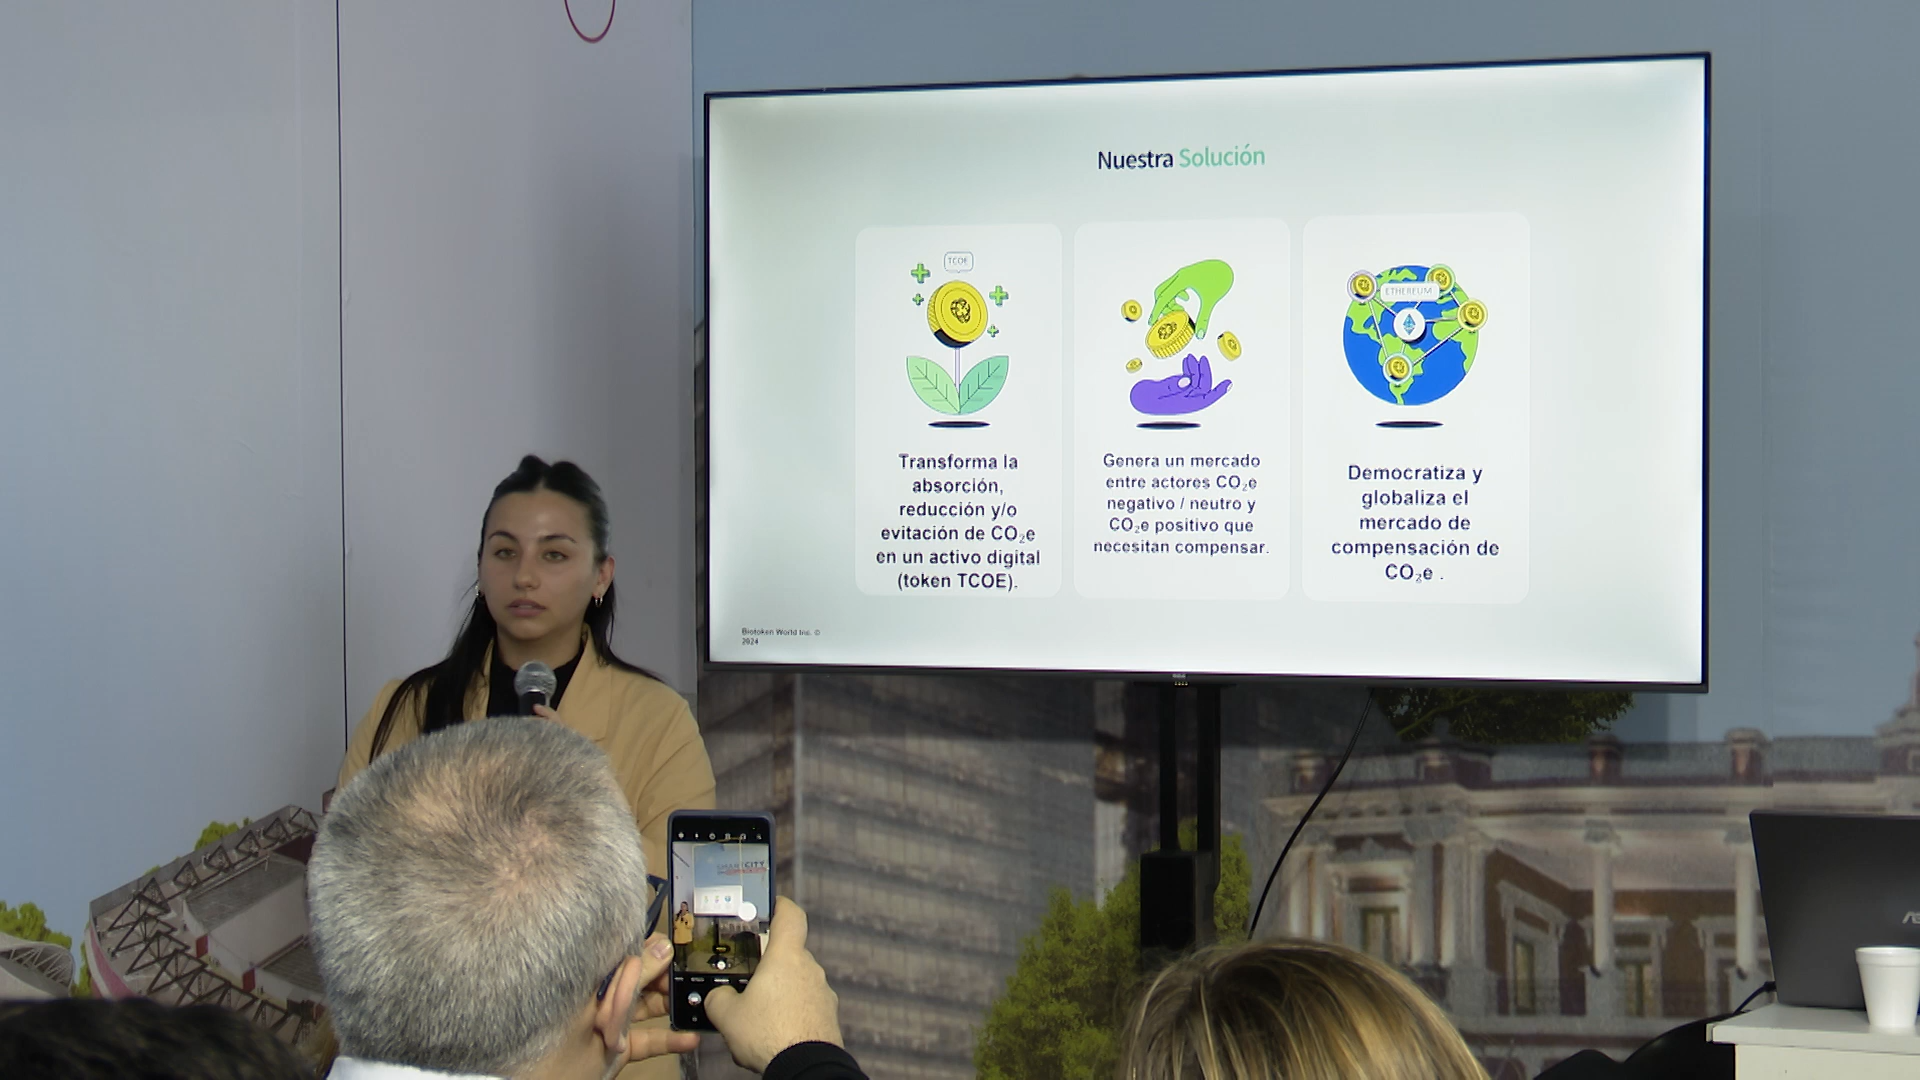 Nuestra Solución
TCOE
Transforma la
absorción,
reducción y/o
evitación de CO₂e
en un activo digital
(token TCOE).
Genera un mercado
entre actores CO₂e
negativo / neutro y
CO₂e positivo que
necesitan compensar.
ETHEREUM
Democratiza y
globaliza el
mercado de
compensación de
CO₂e .
Biotoken World Inc. ©
2024
CITY